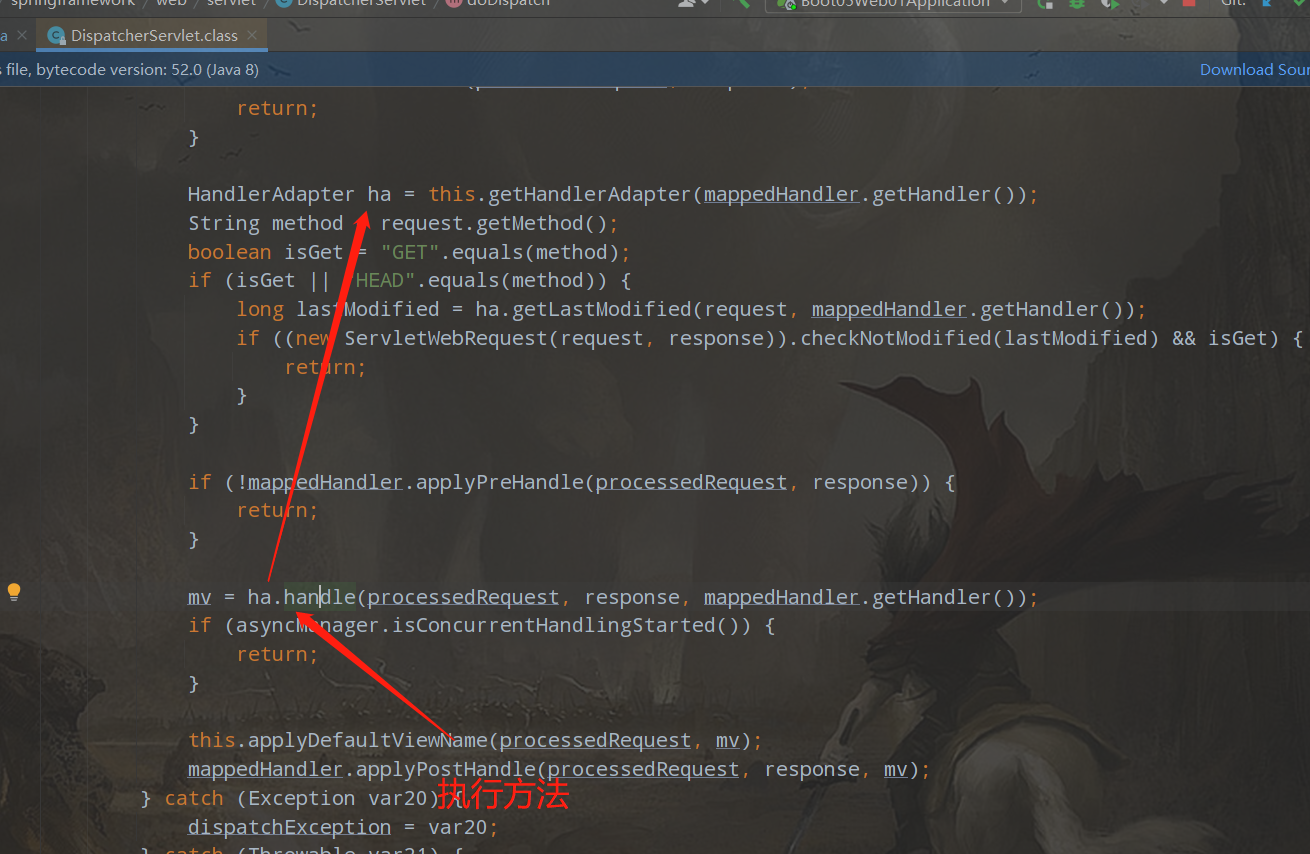 springframework / web / servlet / DispatcherServlet / doDispatch Boot05Web01Application Git:
a × DispatcherServlet.class ×
s file, bytecode version: 52.0 (Java 8) Download Sour
return;
}
HandlerAdapter ha = this.getHandlerAdapter(mappedHandler.getHandler());
String method request.getMethod();
boolean isGet = "GET".equals(method);
if (isGet || "HEAD".equals(method)) {
long lastModified = ha.getLastModified(request, mappedHandler.getHandler());
if ((new ServletWebRequest(request, response)).checkNotModified(lastModified) && isGet) {
return;
}
}
if (!mappedHandler.applyPreHandle(processedRequest, response)) {
return;
}
mv = ha.handle(processedRequest, response, mappedHandler.getHandler());
if (asyncManager.isConcurrentHandlingStarted()) {
return;
}
this.applyDefaultViewName(processedRequest, mv);
mappedHandler.applyPostHandle(processedRequest, response, mv);
} catch (Exception var20) {
执行方法
dispatchException = var20;
} catch (Throwable var21) {